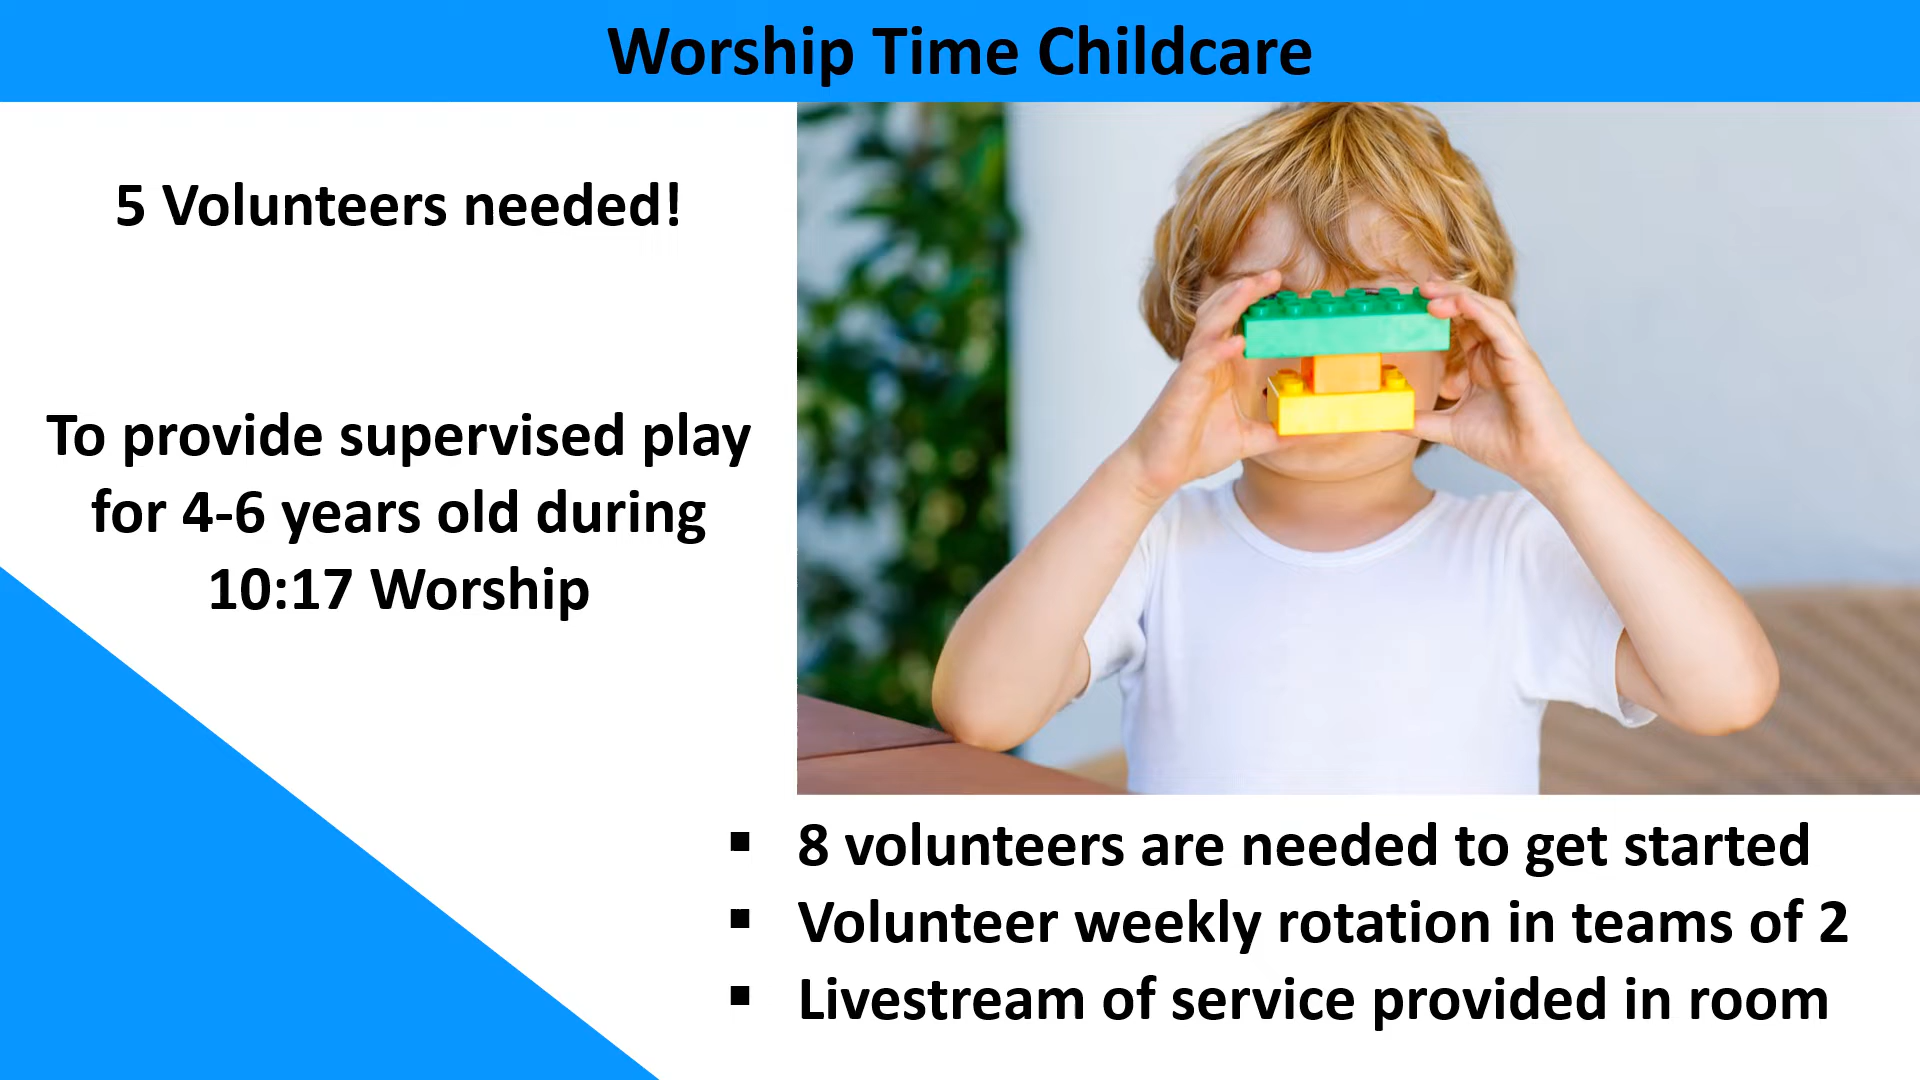 Worship Time Childcare
5 Volunteers needed!
To provide supervised play
for 4-6 years old during
10:17 Worship
▪ 8 volunteers are needed to get started
▪ Volunteer weekly rotation in teams of 2
▪ Livestream of service provided in room